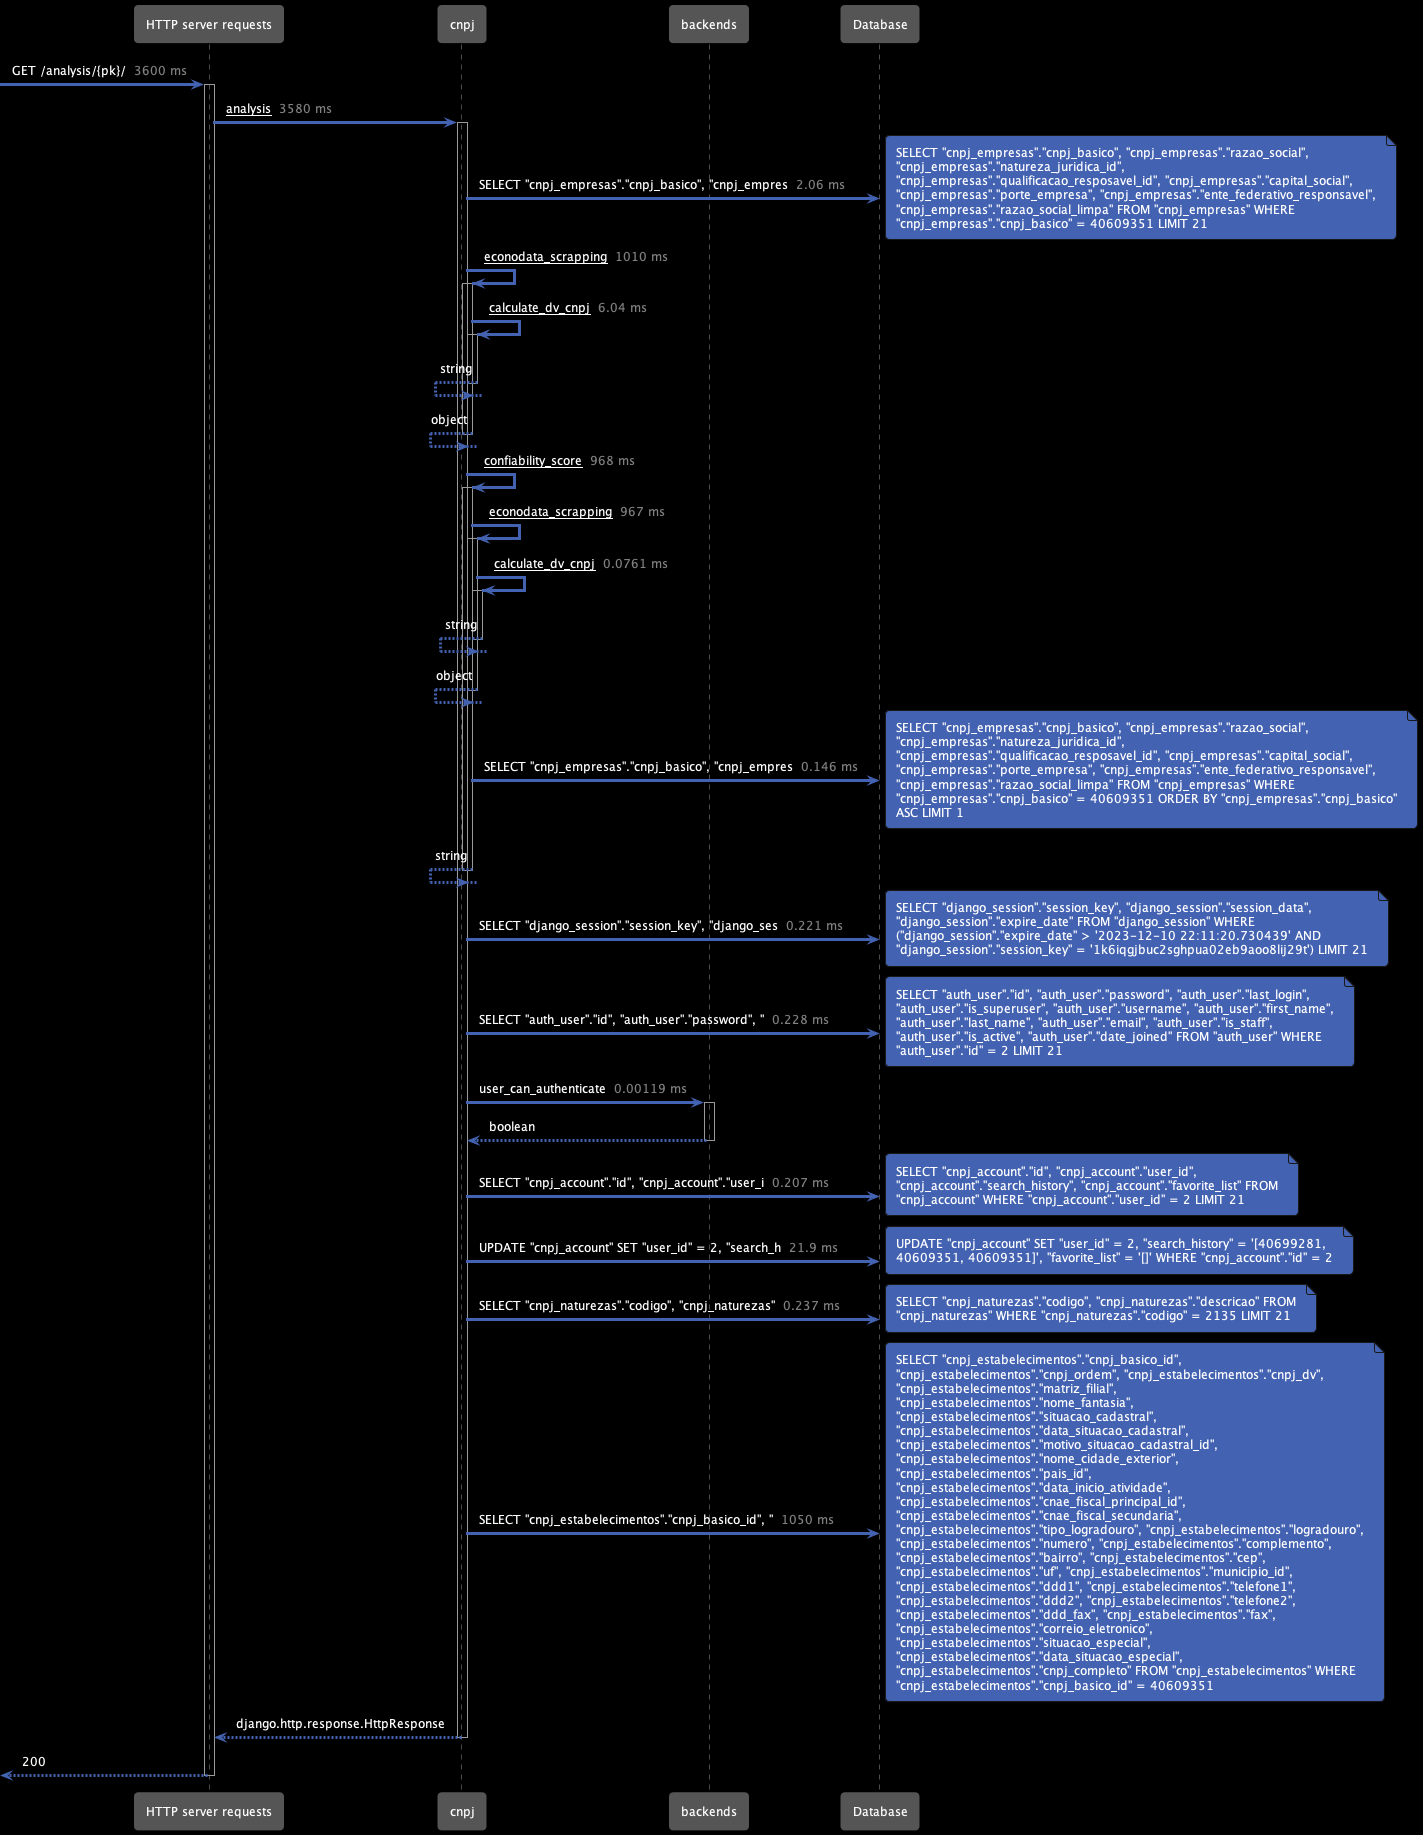 HTTP server requests
cnpj
backends
Database
GET /analysis/{pk}/ 3600 ms
analysis 3580 ms
SELECT "cnpj_empresas"."cnpj_basico", "cnpj_empresas"."razao_social",
"cnpj_empresas"."natureza_juridica_id",
"cnpj_empresas"."qualificacao_resposavel_id", "cnpj_empresas"."capital_social",
"cnpj_empresas"."porte_empresa", "cnpj_empresas"."ente_federativo_responsavel",
"cnpj_empresas"."razao_social_limpa" FROM "cnpj_empresas" WHERE
"cnpj_empresas"."cnpj_basico" = 40609351 LIMIT 21
SELECT "cnpj_empresas"."cnpj_basico", "cnpj_empres 2.06 ms
econodata_scrapping 1010 ms
calculate_dv_cnpj 6.04 ms
string
object
confiability_score 968 ms
econodata_scrapping 967 ms
calculate_dv_cnpj 0.0761 ms
string
object
SELECT "cnpj_empresas"."cnpj_basico", "cnpj_empresas"."razao_social",
"cnpj_empresas"."natureza_juridica_id",
"cnpj_empresas"."qualificacao_resposavel_id", "cnpj_empresas"."capital_social",
"cnpj_empresas"."porte_empresa", "cnpj_empresas"."ente_federativo_responsavel",
"cnpj_empresas"."razao_social_limpa" FROM "cnpj_empresas" WHERE
"cnpj_empresas"."cnpj_basico" = 40609351 ORDER BY "cnpj_empresas"."cnpj_basico"
ASC LIMIT 1
SELECT "cnpj_empresas"."cnpj_basico", "cnpj_empres 0.146 ms
string
SELECT "django_session"."session_key", "django_session"."session_data",
"django_session"."expire_date" FROM "django_session" WHERE
("django_session"."expire_date" > '2023-12-10 22:11:20.730439' AND
"django_session"."session_key" = '1k6iqgjbuc2sghpua02eb9aoo8lij29t') LIMIT 21
SELECT "django_session"."session_key", "django_ses 0.221 ms
SELECT "auth_user"."id", "auth_user"."password", "auth_user"."last_login",
"auth_user"."is_superuser", "auth_user"."username", "auth_user"."first_name",
"auth_user"."last_name", "auth_user"."email", "auth_user"."is_staff",
"auth_user"."is_active", "auth_user"."date_joined" FROM "auth_user" WHERE
"auth_user"."id" = 2 LIMIT 21
SELECT "auth_user"."id", "auth_user"."password", " 0.228 ms
user_can_authenticate 0.00119 ms
boolean
SELECT "cnpj_account"."id", "cnpj_account"."user_id",
"cnpj_account"."search_history", "cnpj_account"."favorite_list" FROM
"cnpj_account" WHERE "cnpj_account"."user_id" = 2 LIMIT 21
SELECT "cnpj_account"."id", "cnpj_account"."user_i 0.207 ms
UPDATE "cnpj_account" SET "user_id" = 2, "search_history" = '[40699281,
40609351, 40609351]', "favorite_list" = '[]' WHERE "cnpj_account"."id" = 2
UPDATE "cnpj_account" SET "user_id" = 2, "search_h 21.9 ms
SELECT "cnpj_naturezas"."codigo", "cnpj_naturezas"."descricao" FROM
"cnpj_naturezas" WHERE "cnpj_naturezas"."codigo" = 2135 LIMIT 21
SELECT "cnpj_naturezas"."codigo", "cnpj_naturezas" 0.237 ms
SELECT "cnpj_estabelecimentos"."cnpj_basico_id",
"cnpj_estabelecimentos"."cnpj_ordem", "cnpj_estabelecimentos"."cnpj_dv",
"cnpj_estabelecimentos"."matriz_filial",
"cnpj_estabelecimentos"."nome_fantasia",
"cnpj_estabelecimentos"."situacao_cadastral",
"cnpj_estabelecimentos"."data_situacao_cadastral",
"cnpj_estabelecimentos"."motivo_situacao_cadastral_id",
"cnpj_estabelecimentos"."nome_cidade_exterior",
"cnpj_estabelecimentos"."pais_id",
"cnpj_estabelecimentos"."data_inicio_atividade",
"cnpj_estabelecimentos"."cnae_fiscal_principal_id",
"cnpj_estabelecimentos"."cnae_fiscal_secundaria",
"cnpj_estabelecimentos"."tipo_logradouro", "cnpj_estabelecimentos"."logradouro",
"cnpj_estabelecimentos"."numero", "cnpj_estabelecimentos"."complemento",
"cnpj_estabelecimentos"."bairro", "cnpj_estabelecimentos"."cep",
"cnpj_estabelecimentos"."uf", "cnpj_estabelecimentos"."municipio_id",
"cnpj_estabelecimentos"."ddd1", "cnpj_estabelecimentos"."telefone1",
"cnpj_estabelecimentos"."ddd2", "cnpj_estabelecimentos"."telefone2",
"cnpj_estabelecimentos"."ddd_fax", "cnpj_estabelecimentos"."fax",
"cnpj_estabelecimentos"."correio_eletronico",
"cnpj_estabelecimentos"."situacao_especial",
"cnpj_estabelecimentos"."data_situacao_especial",
"cnpj_estabelecimentos"."cnpj_completo" FROM "cnpj_estabelecimentos" WHERE
"cnpj_estabelecimentos"."cnpj_basico_id" = 40609351
SELECT "cnpj_estabelecimentos"."cnpj_basico_id", " 1050 ms
django.http.response.HttpResponse
200
HTTP server requests
cnpj
backends
Database